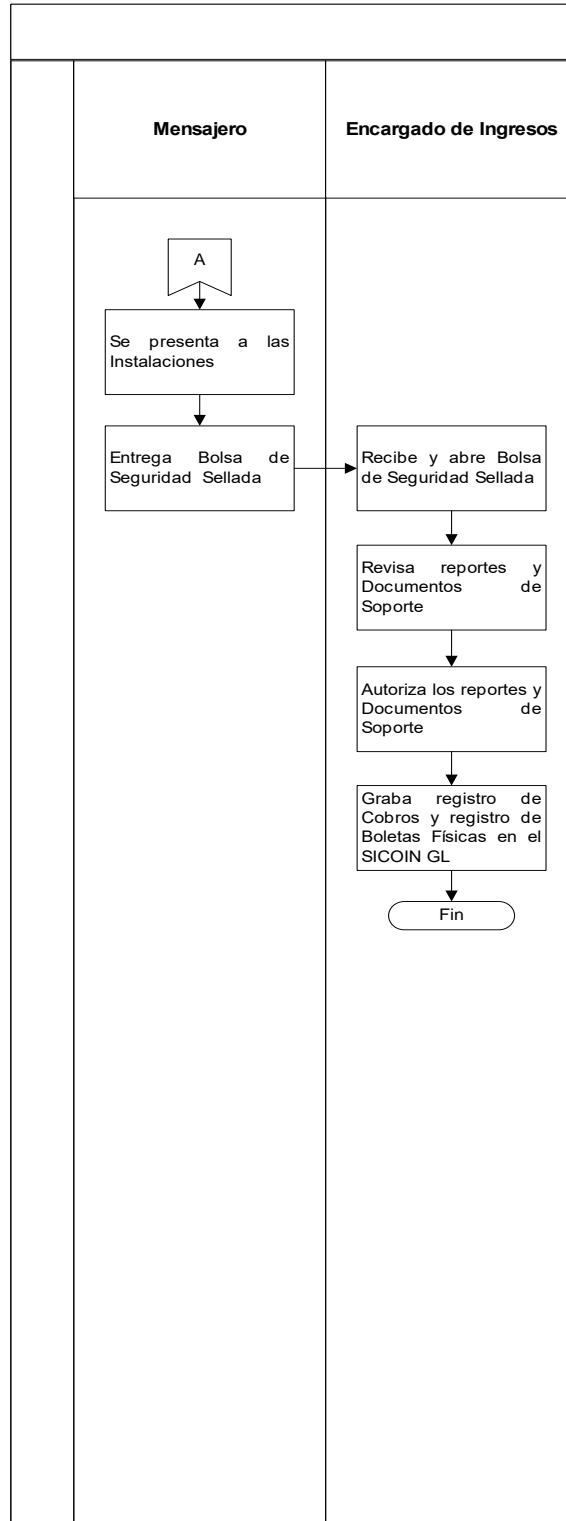 Mensajero
Encargado de Ingresos
A
Se presenta a las
Instalaciones
Entrega Bolsa de
Seguridad Sellada
Recibe y abre Bolsa
de Seguridad Sellada
Revisa reportes y
Documentos de
Soporte
Autoriza los reportes y
Documentos de
Soporte
Graba registro de
Cobros y registro de
Boletas Físicas en el
SICOIN GL
Fin